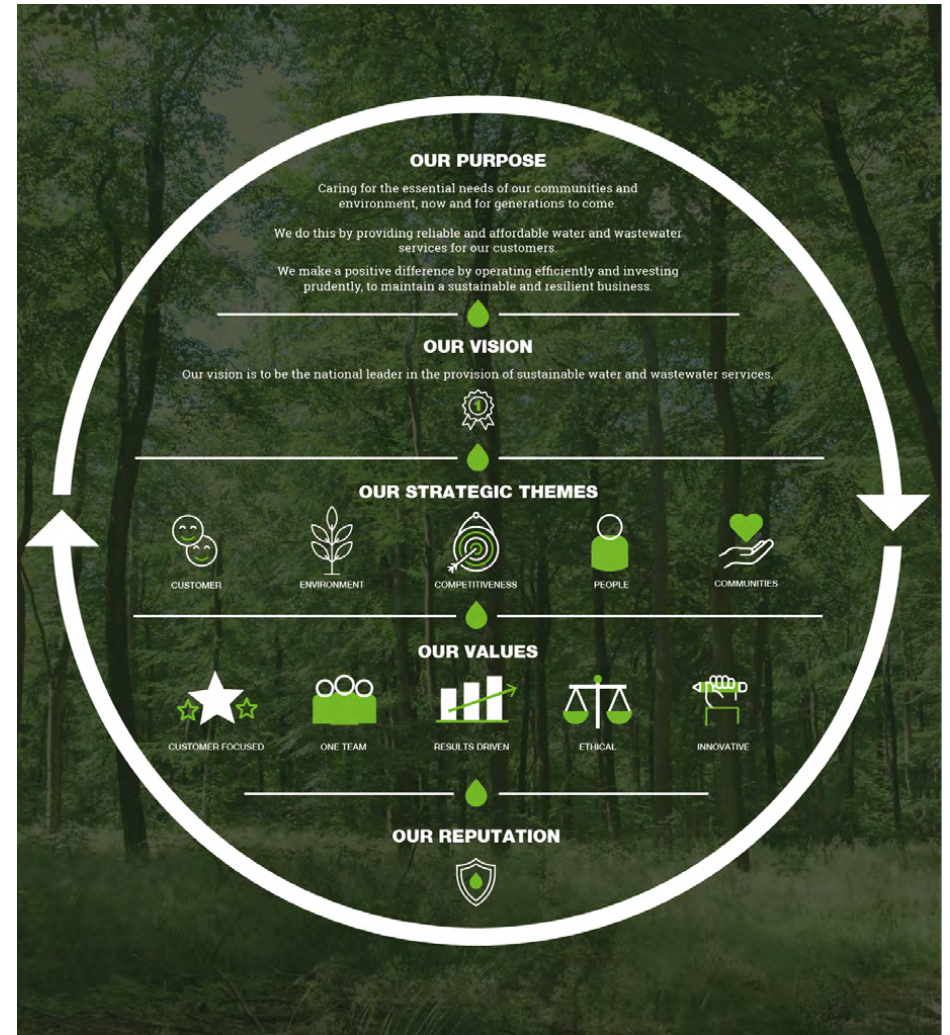 OUR PURPOSE
Caring for the essential needs of our communities and
environment, now and for generations to come.
We do this by providing reliable and affordable water and wastewater
services for our customers.
We make a positive difference by operating efficiently and investing
prudently, to maintain a sustainable and resilient business.
OUR VISION
Our vision is to be the national leader in the provision of sustainable water and wastewater services.
1
OUR STRATEGIC THEMES
CUSTOMER ENVIRONMENT COMPETITIVENESS PEOPLE COMMUNITIES
OUR VALUES
CUSTOMER FOCUSED ONE TEAM RESULTS DRIVEN ETHICAL INNOVATIVE
OUR REPUTATION